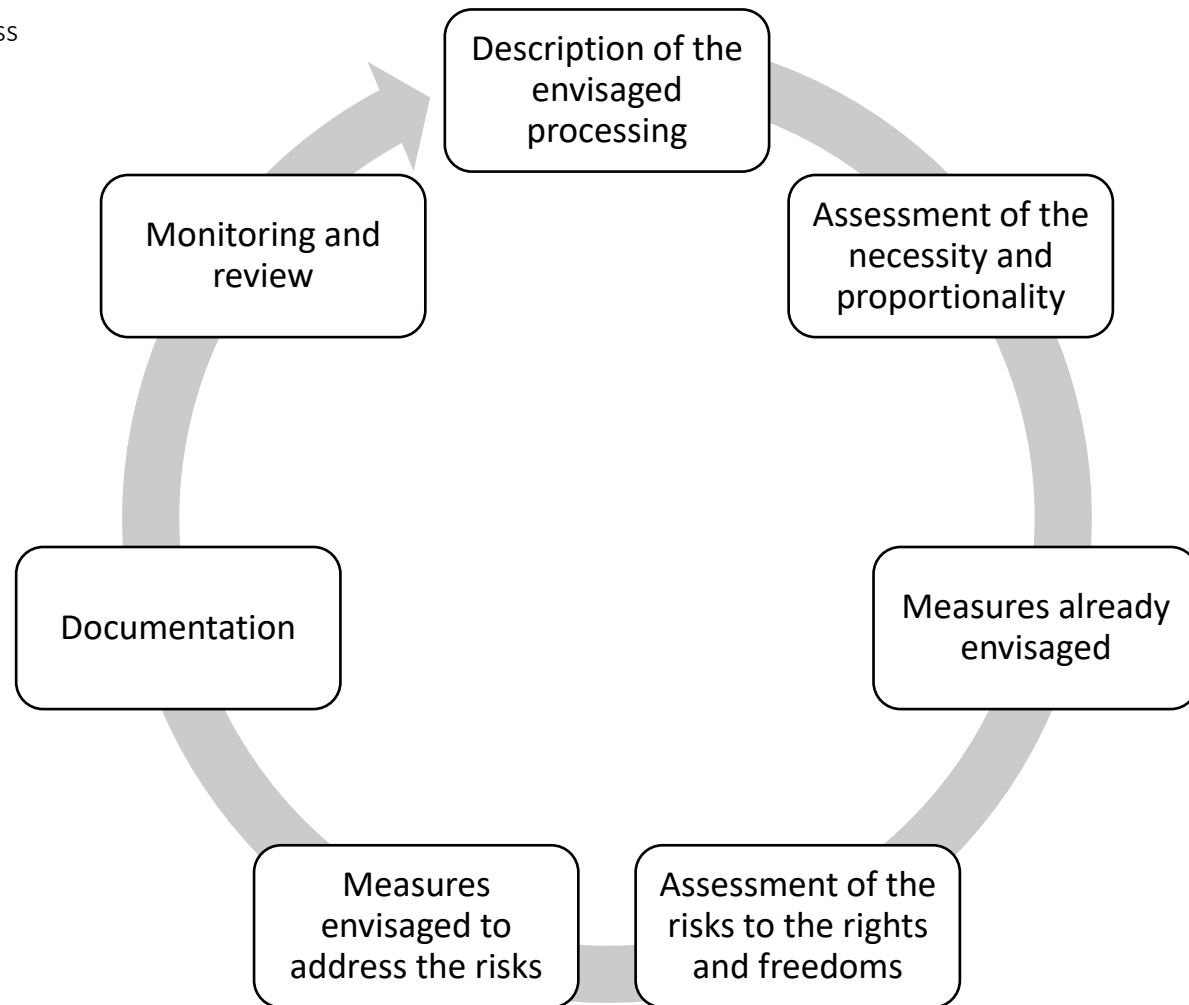 ss
Description of the
envisaged
processing
Assessment of the
necessity and
proportionality
Measures already
envisaged
Assessment of the
risks to the rights
and freedoms
Measures
envisaged to
address the risks
Documentation
Monitoring and
review